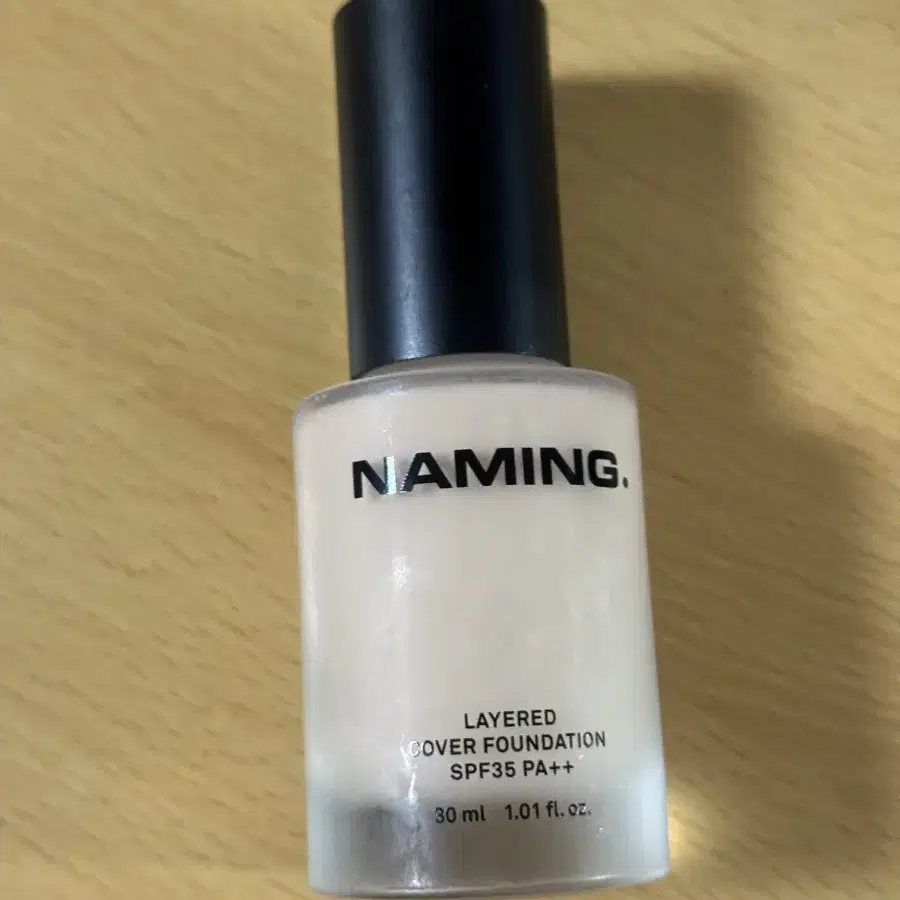 NAMING.
LAYERED
COVER FOUNDATION
SPF35 PA++
30 ml 1.01 fl. oz.